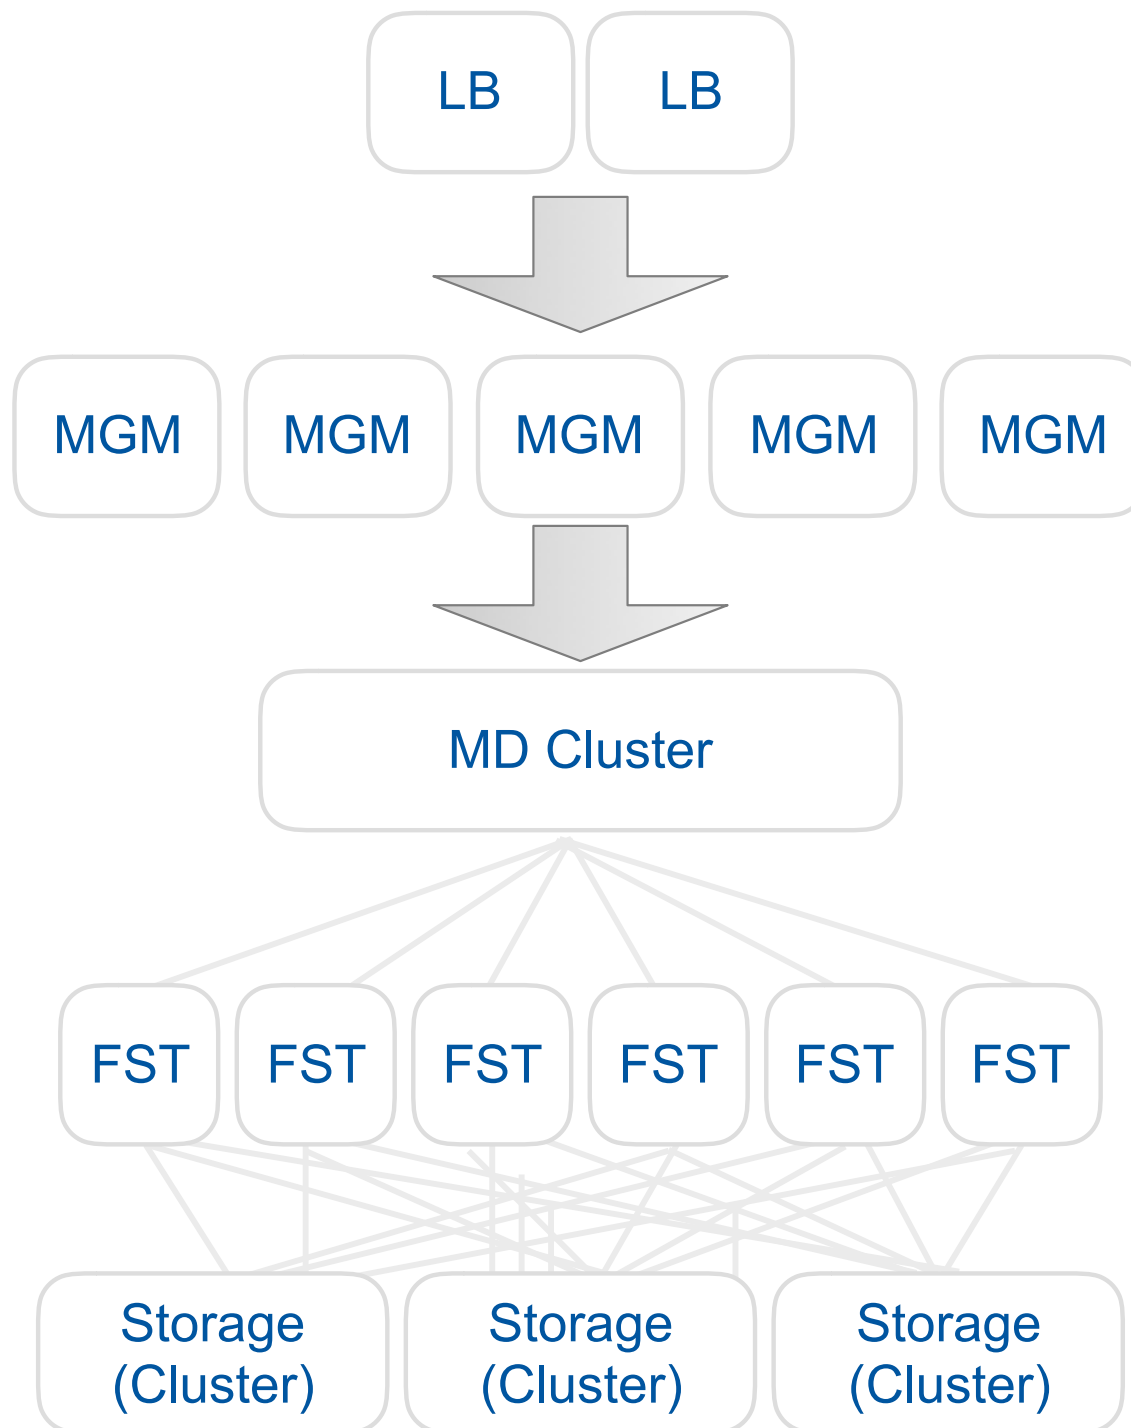 LB LB
MGM MGM MGM MGM MGM
MD Cluster
FST FST FST FST FST FST
Storage Storage Storage
(Cluster) (Cluster) (Cluster)